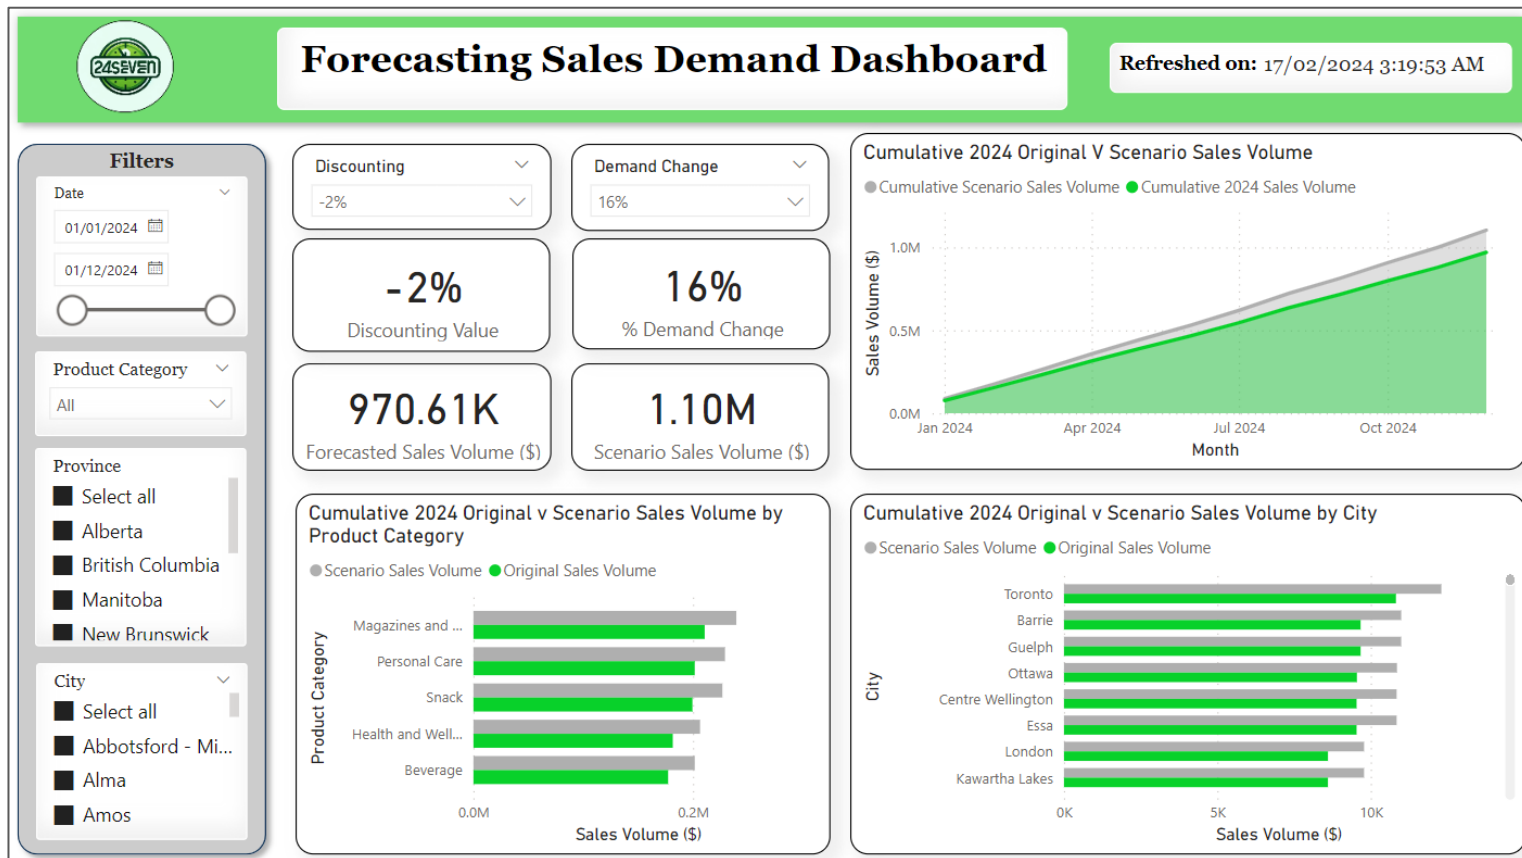 24SEVEN
Forecasting Sales Demand Dashboard
Refreshed on: 17/02/2024 3:19:53 AM
Filters
Date
01/01/2024
01/12/2024
Product Category
All
Province
Select all
Alberta
British Columbia
Manitoba
New Brunswick
City
Select all
Abbotsford - Mi...
Alma
Amos
Discounting
-2%
Demand Change
16%
-2%
Discounting Value
16%
% Demand Change
970.61K
Forecasted Sales Volume ($)
1.10M
Scenario Sales Volume ($)
Cumulative 2024 Original V Scenario Sales Volume
Cumulative Scenario Sales Volume Cumulative 2024 Sales Volume
Sales Volume ($)
1.0M
0.5M
0.0M
Jan 2024 Apr 2024 Jul 2024 Oct 2024
Month
Cumulative 2024 Original v Scenario Sales Volume by
Product Category
Scenario Sales Volume Original Sales Volume
Product Category
Magazines and ...
Personal Care
Snack
Health and Well...
Beverage
0.0M 0.2M
Sales Volume ($)
Cumulative 2024 Original v Scenario Sales Volume by City
Scenario Sales Volume Original Sales Volume
City
Toronto
Barrie
Guelph
Ottawa
Centre Wellington
Essa
London
Kawartha Lakes
0K 5K 10K
Sales Volume ($)